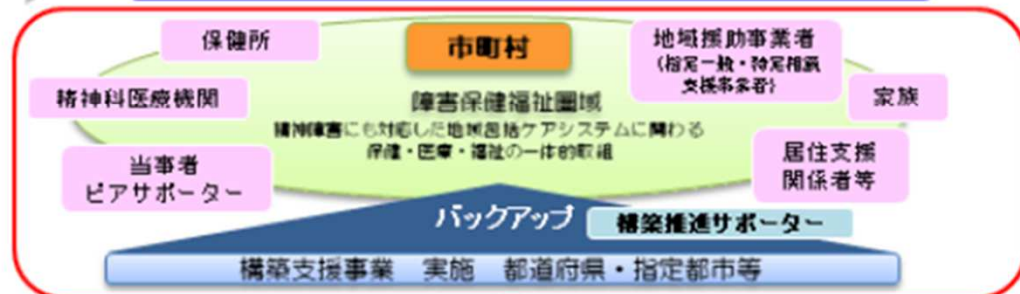 保健所
市町村
地域援助事業者
(指定一般・特定相談
支援事業者)
精神科医療機関
家族
障害保健福祉圏域
精神障害にも対応した地域包括ケアシステムに関わる
保健・医療・福祉の一体的取組
当事者
ピアサポーター
居住支援
関係者等
バックアップ
構築推進サポーター
構築支援事業 実施 都道府県・指定都市等